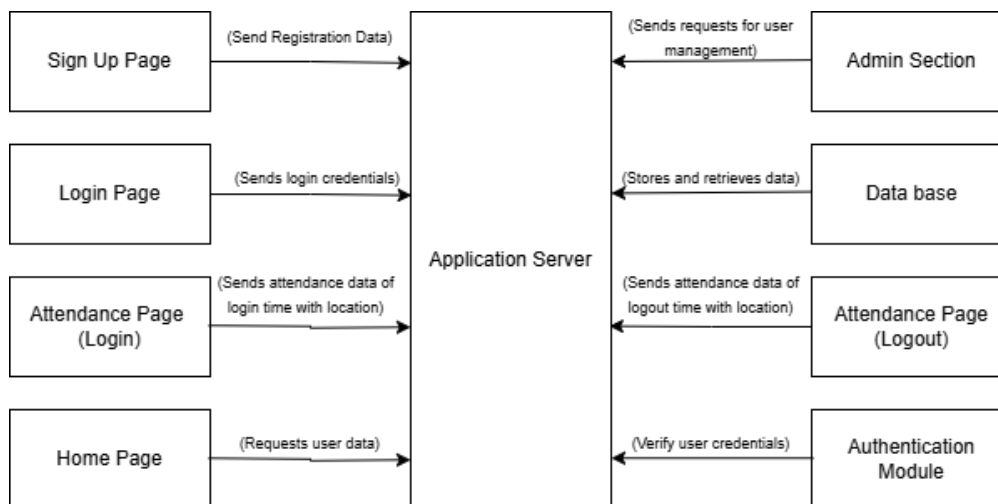 Sign Up Page
(Send Registration Data)
(Sends requests for user
management)
Admin Section
Login Page
(Sends login credentials)
(Stores and retrieves data)
Data base
Application Server
Attendance Page
(Login)
(Sends attendance data of
login time with location)
(Sends attendance data of
logout time with location)
Attendance Page
(Logout)
Home Page
(Requests user data)
(Verify user credentials)
Authentication
Module